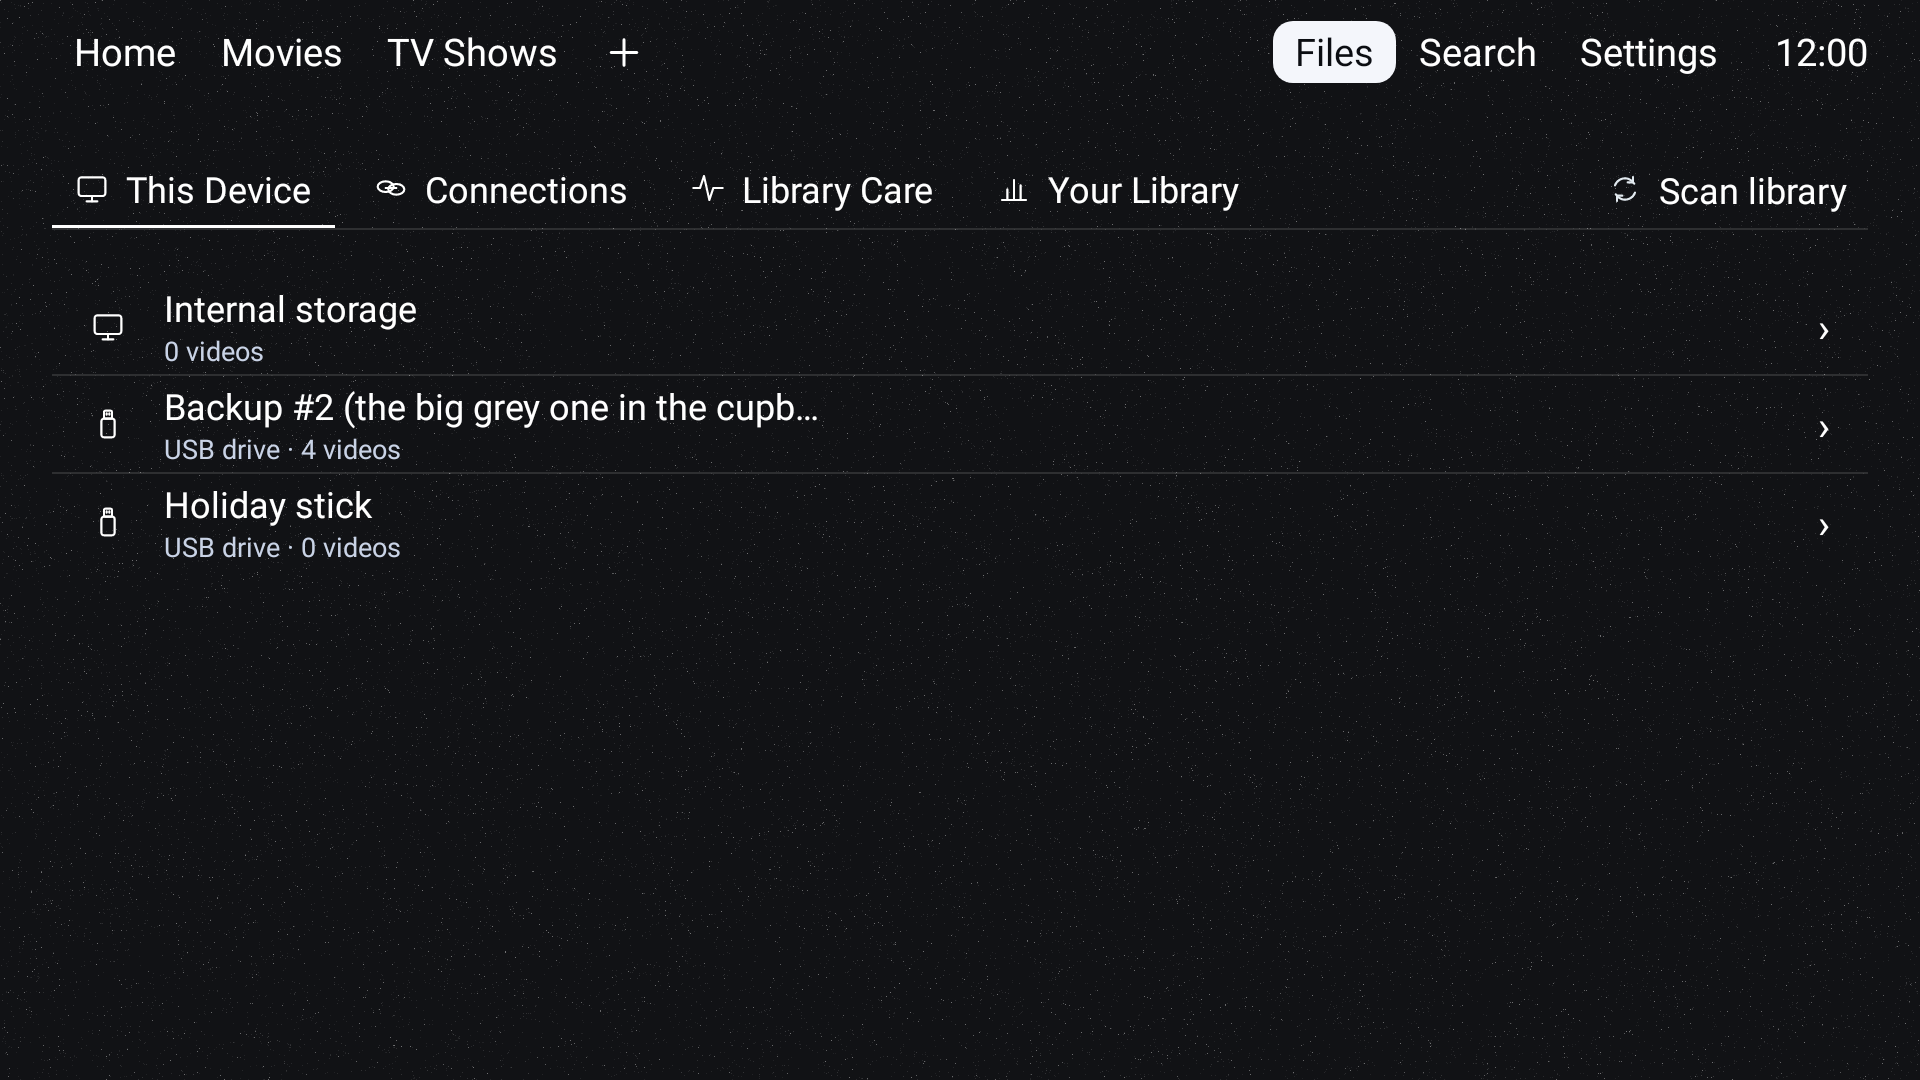 Home Movies TV Shows + Files Search Settings 12:00
This Device Connections Library Care Your Library Scan library
Internal storage
0 videos
Backup #2 (the big grey one in the cupb…
USB drive · 4 videos
Holiday stick
USB drive · 0 videos